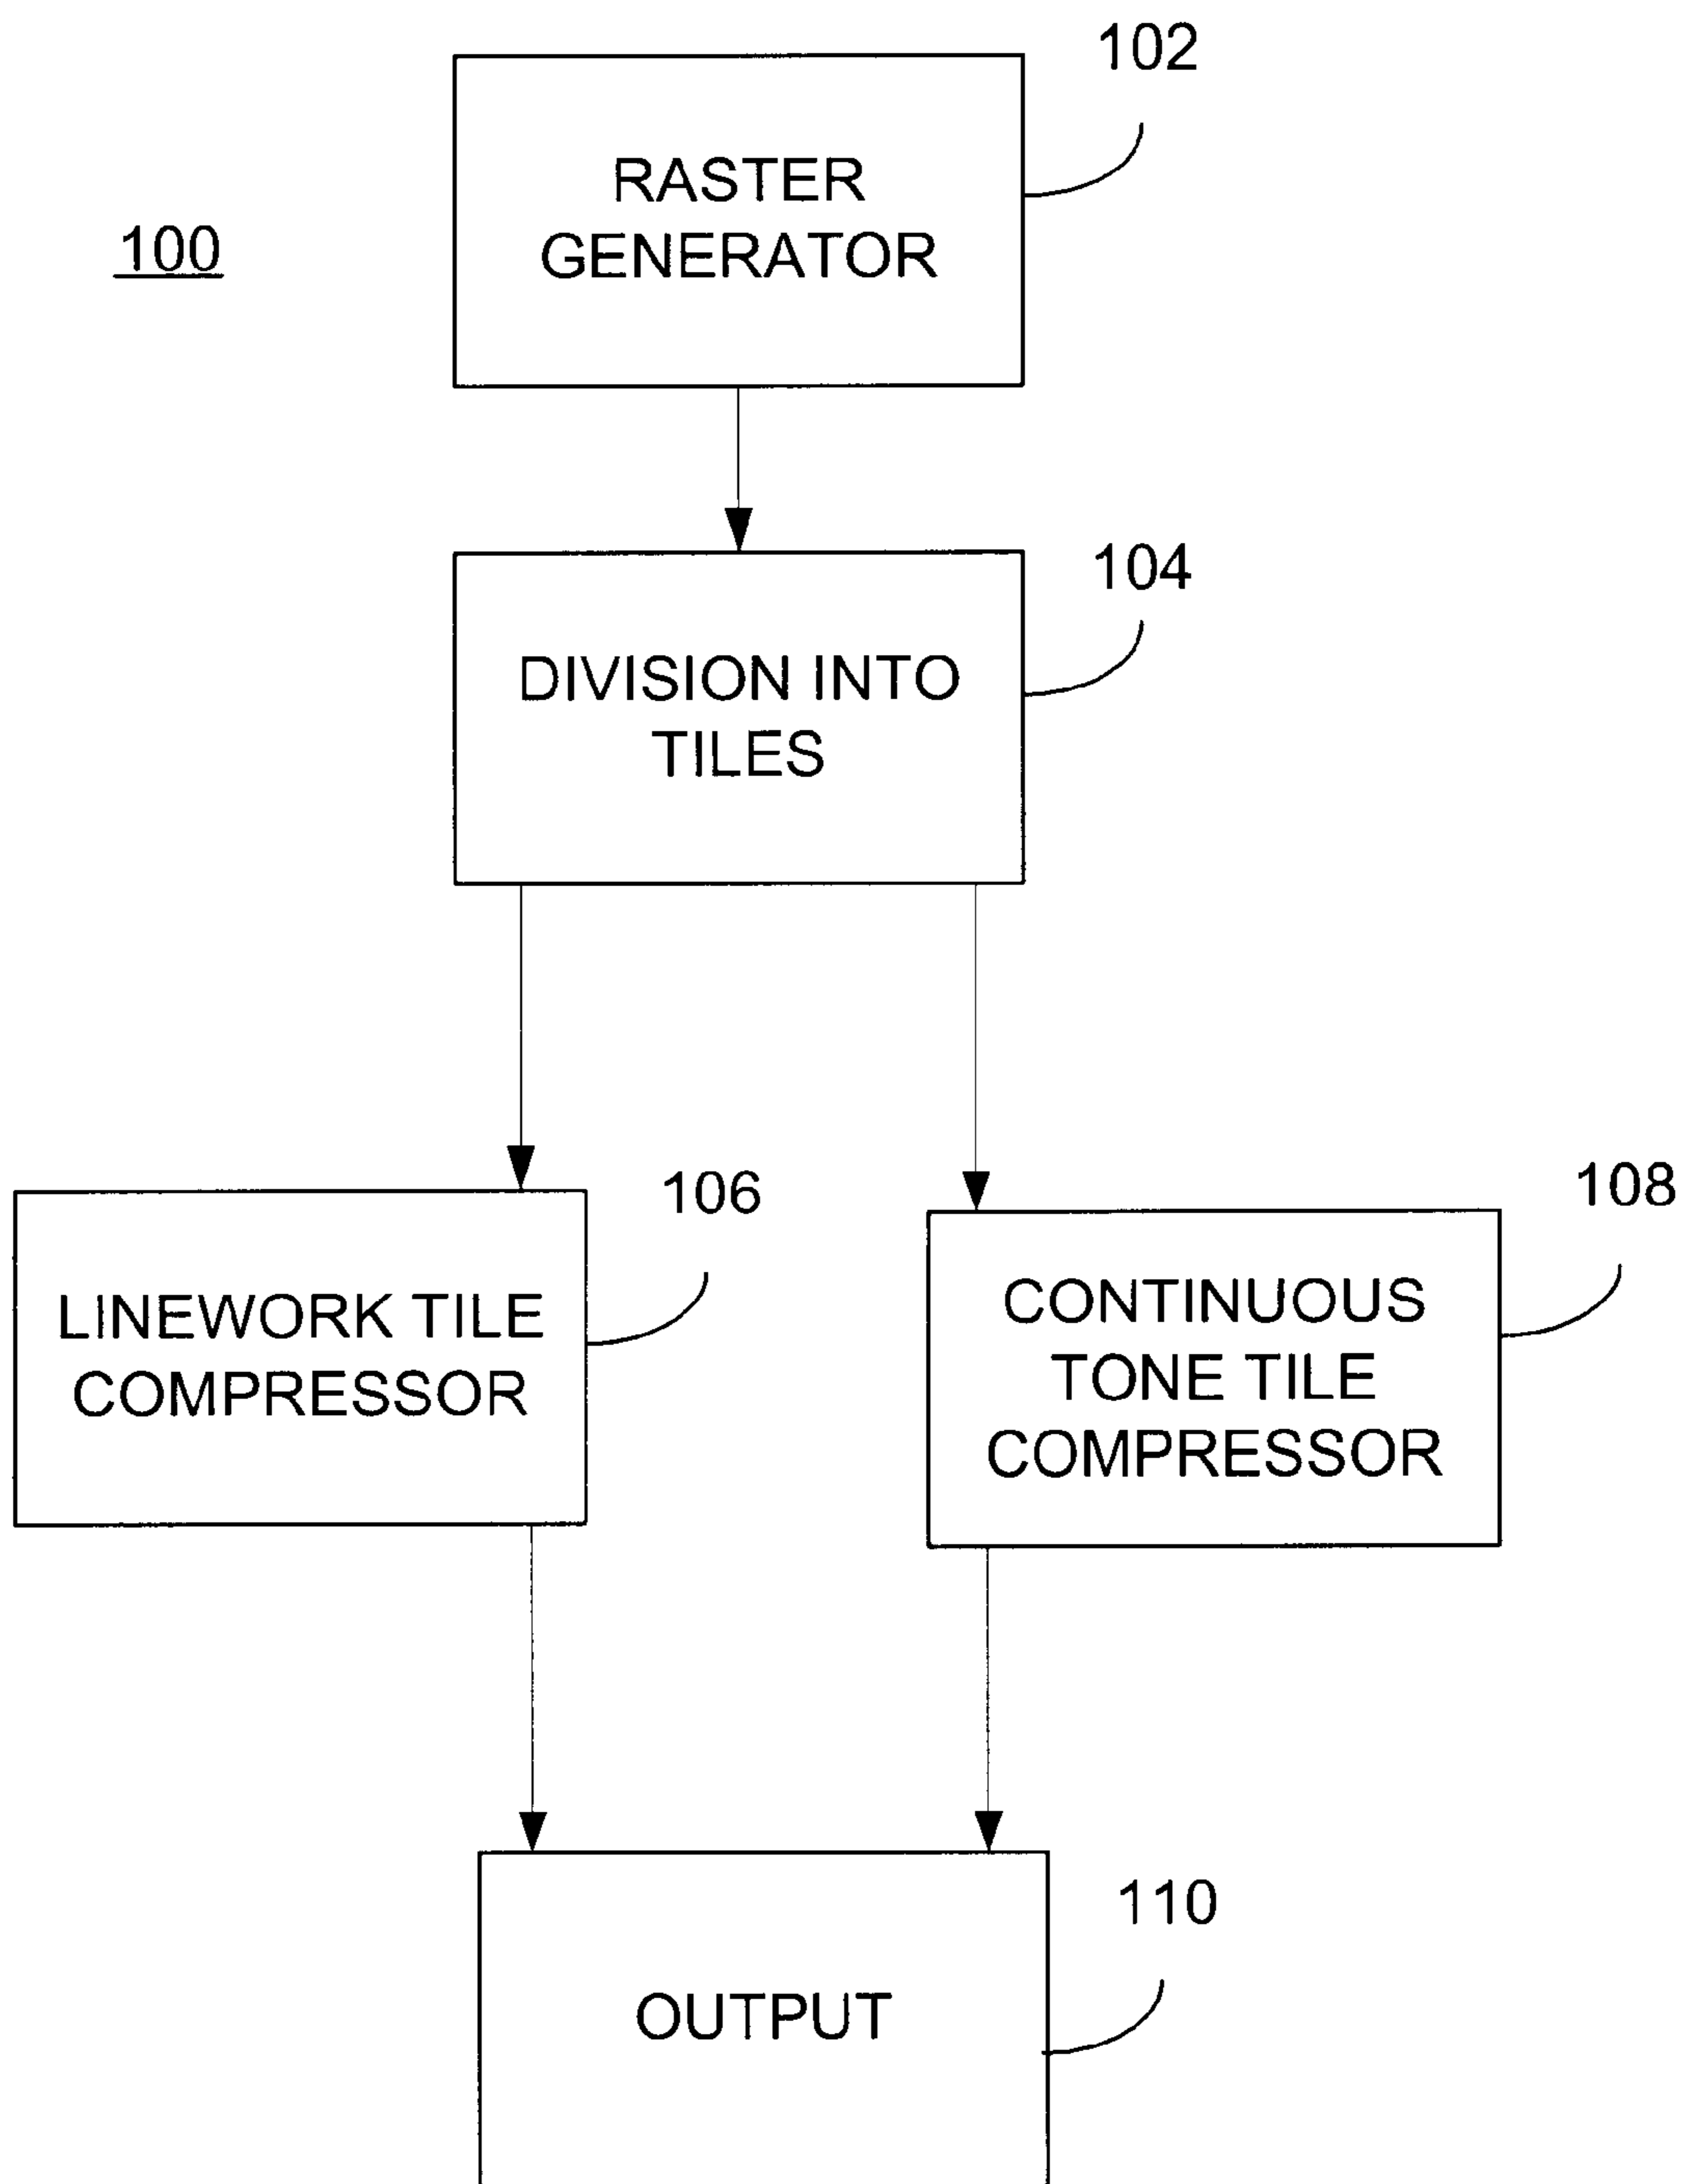 102
RASTER
GENERATOR
100
104
DIVISION INTO
TILES
106
108
LINEWORK TILE
COMPRESSOR
CONTINUOUS
TONE TILE
COMPRESSOR
110
OUTPUT